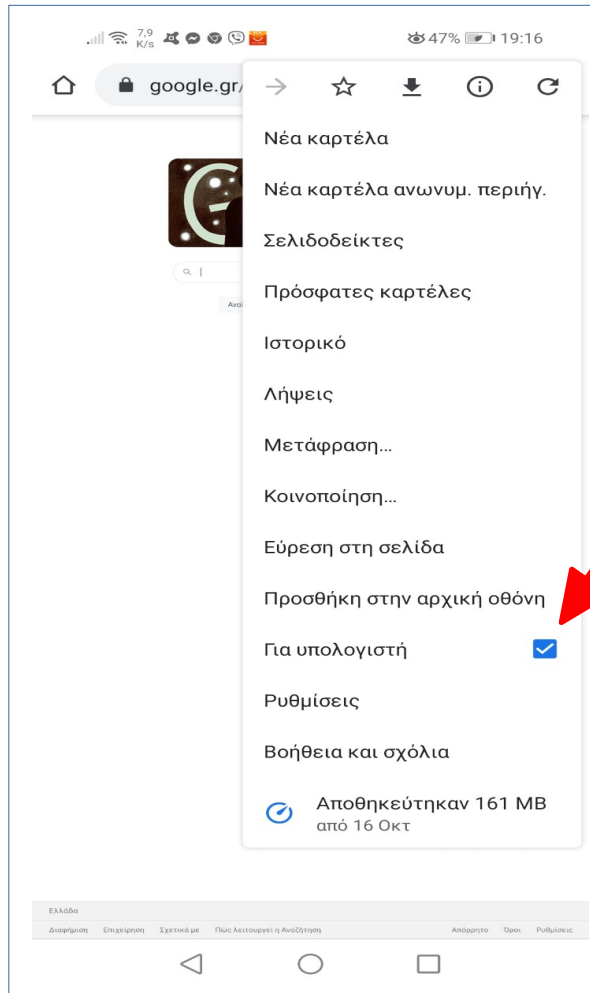 7,9
K/s
47%
19:16
google.gr/
Νέα καρτέλα
Νέα καρτέλα ανωνυμ. περιήγ.
Σελιδοδείκτες
Πρόσφατες καρτέλες
Ιστορικό
Λήψεις
Μετάφραση...
Κοινοποίηση...
Εύρεση στη σελίδα
Προσθήκη στην αρχική οθόνη
Για υπολογιστή
Ρυθμίσεις
Βοήθεια και σχόλια
Αποθηκεύτηκαν 161 MB
από 16 Οκτ
Ελλάδα
Διαφήμιση Επιχείρηση Σχετικά με Πώς λειτουργεί η Αναζήτηση Απόρρητο Όροι Ρυθμίσεις